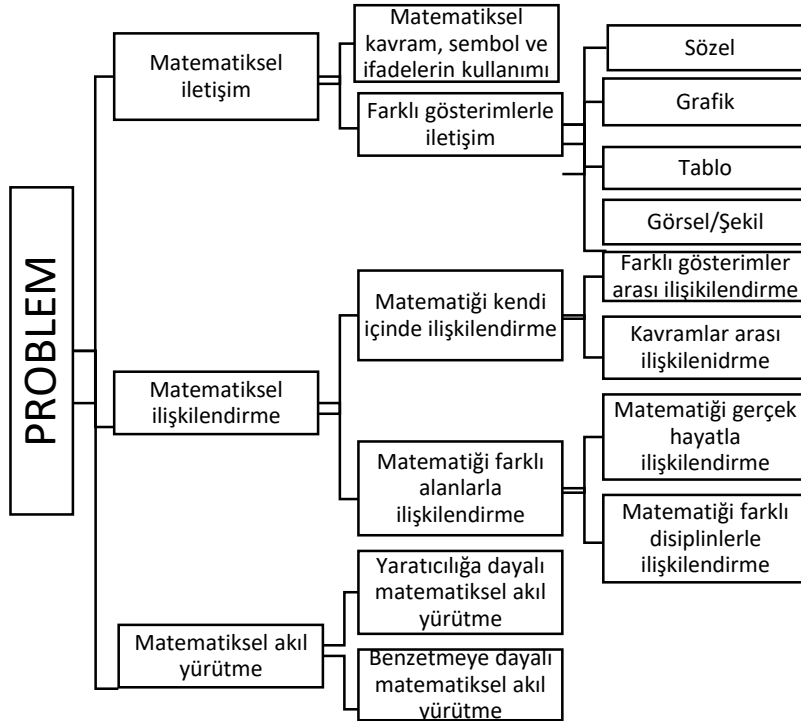 PROBLEM
Matematiksel
iletişim
Matematiksel
kavram, sembol ve
ifadelerin kullanımı
Farklı gösterimlerle
iletişim
Sözel
Grafik
Tablo
Görsel/Şekil
Matematiksel
ilişkilendirme
Matematiği kendi
içinde ilişkilendirme
Farklı gösterimler
arası ilişikilendirme
Kavramlar arası
ilişkilenidrme
Matematiği farklı
alanlarla
ilişkilendirme
Matematiği gerçek
hayatla
ilişkilendirme
Matematiği farklı
disiplinlerle
ilişkilendirme
Matematiksel akıl
yürütme
Yaratıcılığa dayalı
matematiksel akıl
yürütme
Benzetmeye dayalı
matematiksel akıl
yürütme